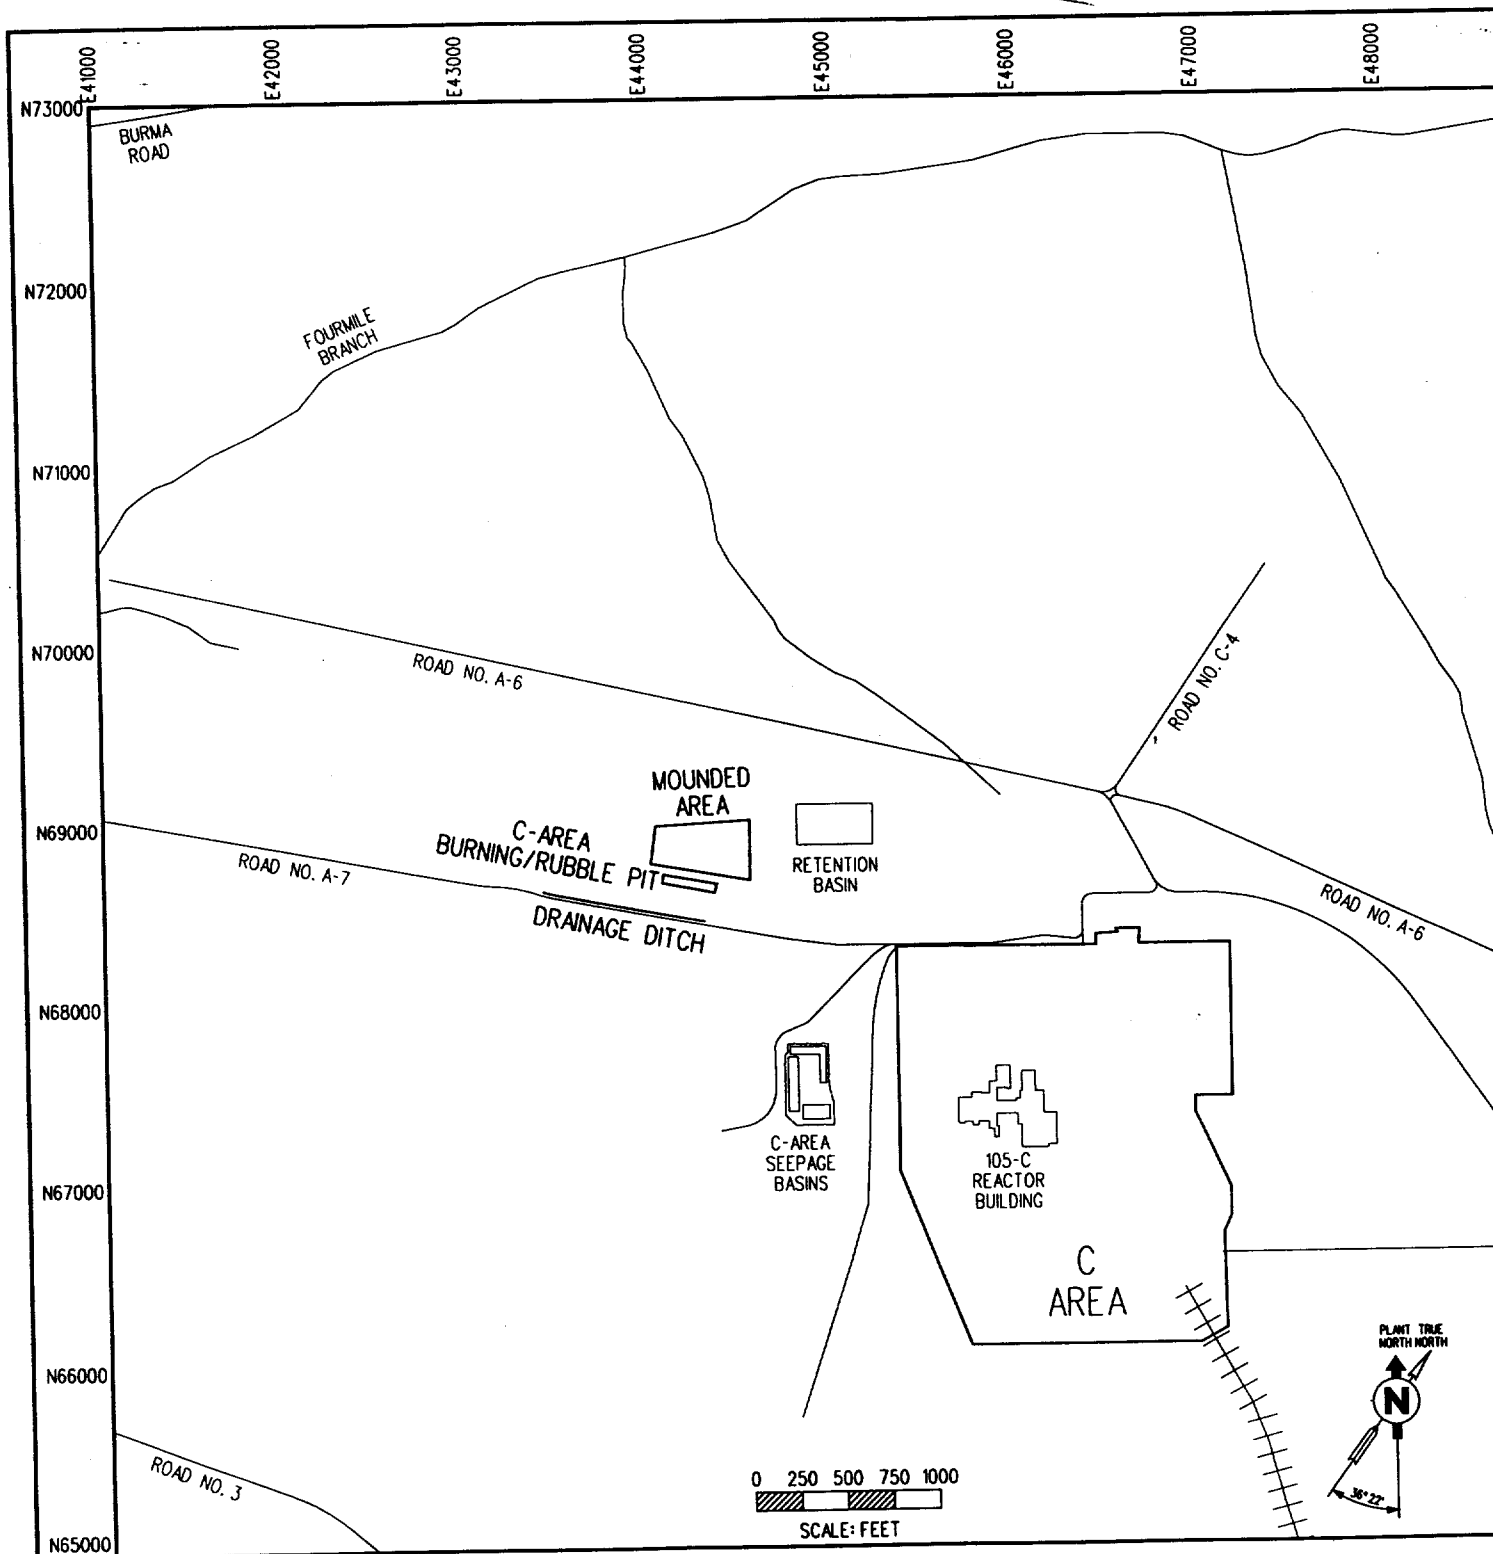 E41000
E42000
E43000
E44000
E45000
E46000
E47000
E48000
N73000
N72000
N71000
N70000
N69000
N68000
N67000
N66000
N65000
BURMA
ROAD
FOURMILE
BRANCH
ROAD NO. A-6
ROAD NO. C-4
MOUNDED
AREA
C-AREA
BURNING/RUBBLE PIT
RETENTION
BASIN
ROAD NO. A-7
DRAINAGE DITCH
ROAD NO. A-6
C-AREA
SEEPAGE
BASINS
105-C
REACTOR
BUILDING
C
AREA
PLANT TRUE
NORTH NORTH
N
36° 22'
ROAD NO. 3
0 250 500 750 1000
SCALE: FEET